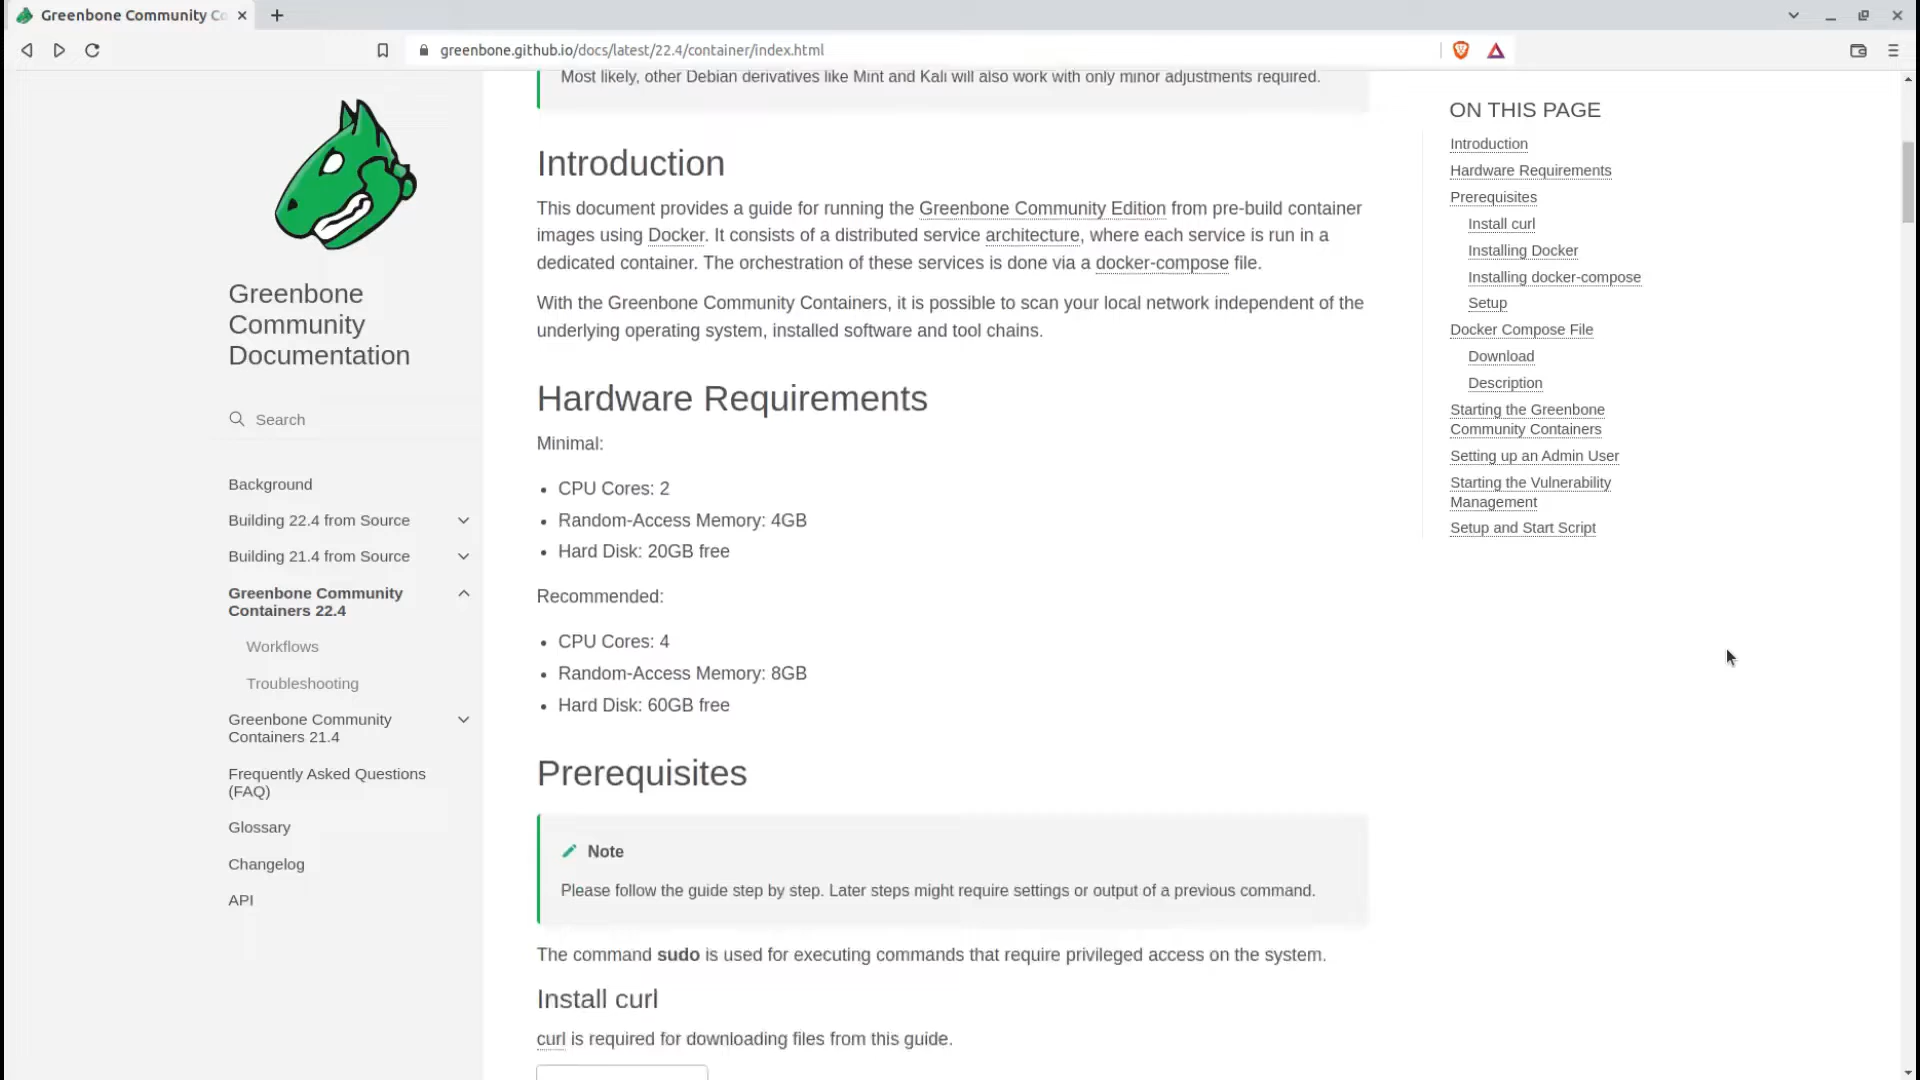 Greenbone Community Co
greenbone.github.io/docs/latest/22.4/container/index.html
Greenbone
Community
Documentation
Search
Background
Building 22.4 from Source
Building 21.4 from Source
Greenbone Community
Containers 22.4
Workflows
Troubleshooting
Greenbone Community
Containers 21.4
Frequently Asked Questions
(FAQ)
Glossary
Changelog
API
Most likely, other Debian derivatives like Mint and Kali will also work with only minor adjustments required.
Introduction
This document provides a guide for running the Greenbone Community Edition from pre-build container
images using Docker. It consists of a distributed service architecture, where each service is run in a
dedicated container. The orchestration of these services is done via a docker-compose file.
With the Greenbone Community Containers, it is possible to scan your local network independent of the
underlying operating system, installed software and tool chains.
Hardware Requirements
Minimal:
• CPU Cores: 2
• Random-Access Memory: 4GB
• Hard Disk: 20GB free
Recommended:
• CPU Cores: 4
• Random-Access Memory: 8GB
• Hard Disk: 60GB free
Prerequisites
Note
Please follow the guide step by step. Later steps might require settings or output of a previous command.
The command sudo is used for executing commands that require privileged access on the system.
Install curl
curl is required for downloading files from this guide.
ON THIS PAGE
Introduction
Hardware Requirements
Prerequisites
Install curl
Installing Docker
Installing docker-compose
Setup
Docker Compose File
Download
Description
Starting the Greenbone
Community Containers
Setting up an Admin User
Starting the Vulnerability
Management
Setup and Start Script